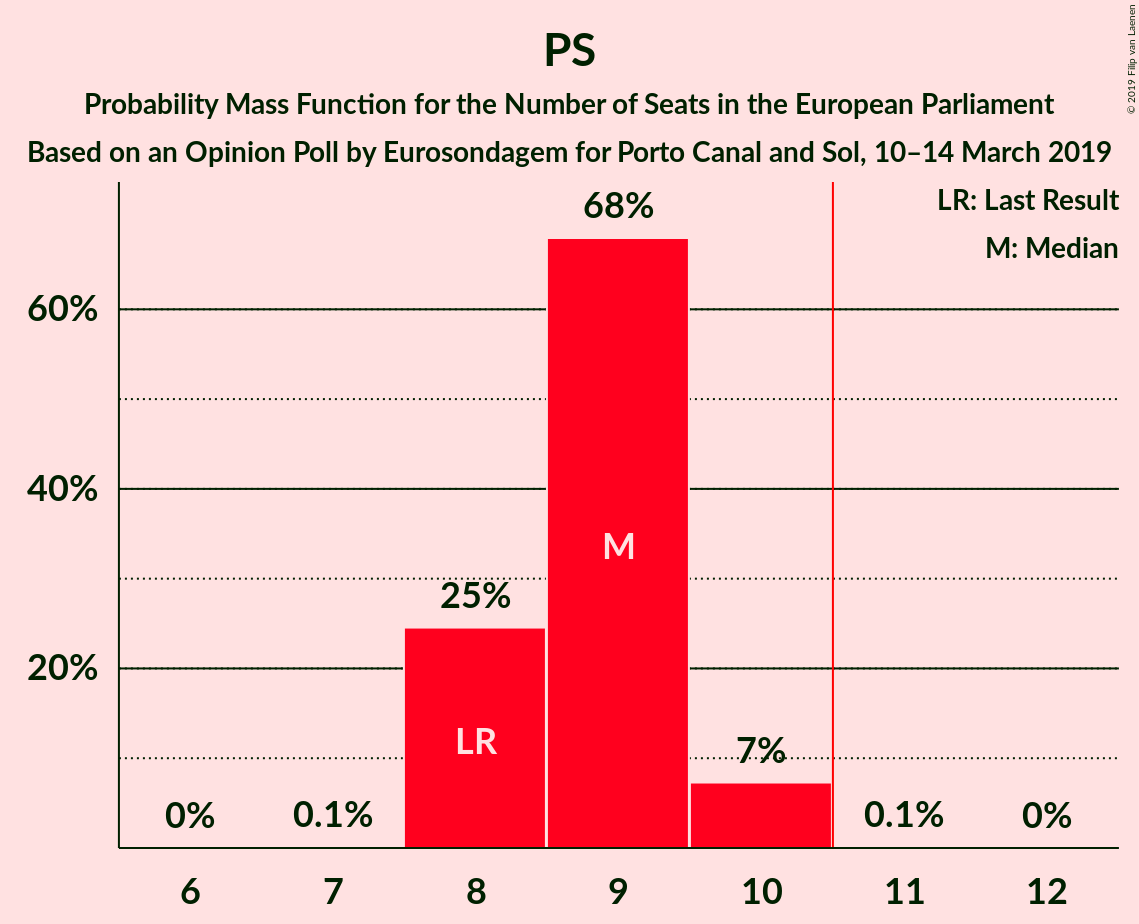 PS
Probability Mass Function for the Number of Seats in the European Parliament
Based on an Opinion Poll by Eurosondagem for Porto Canal and Sol, 10–14 March 2019
© 2019 Filip van Laenen
LR: Last Result
M: Median
60%
40%
20%
0%
0.1%
25%
LR
68%
M
7%
0.1%
0%
6 7 8 9 10 11 12